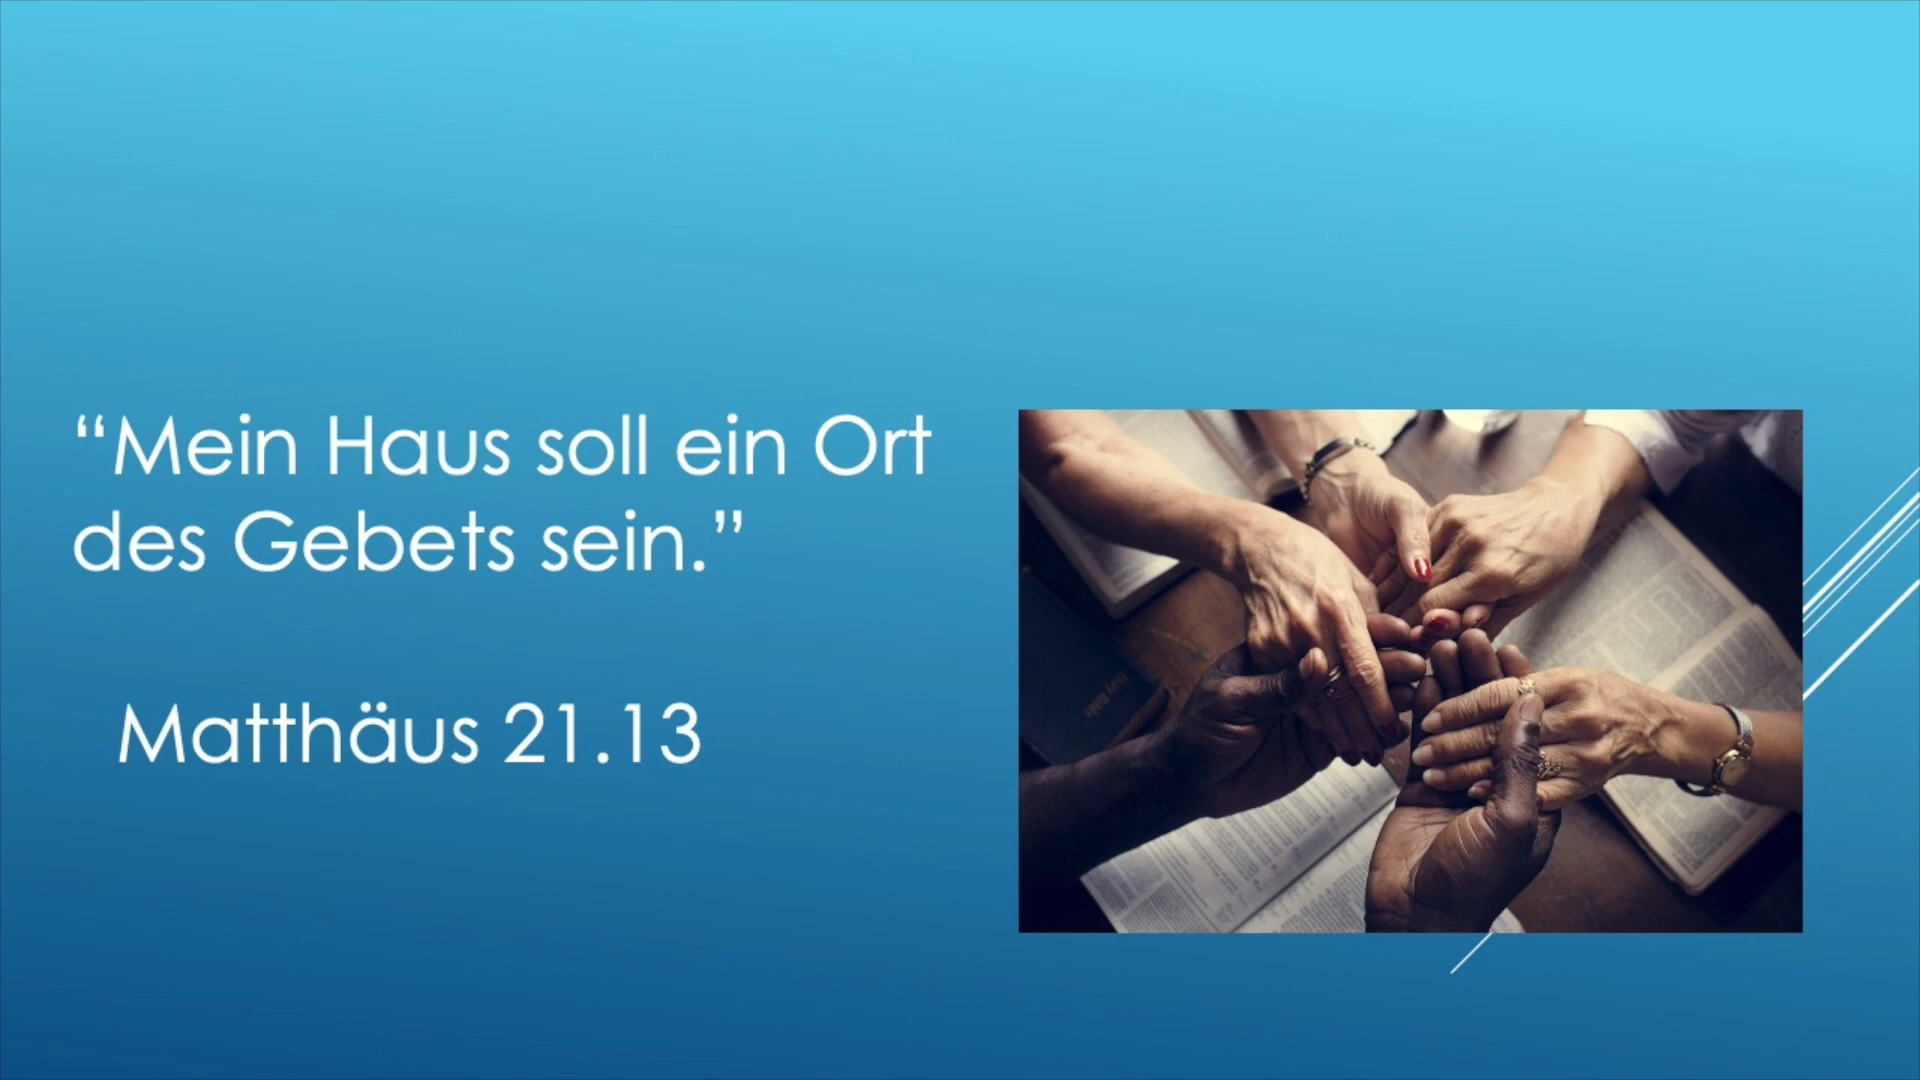 “Mein Haus soll ein Ort
des Gebets sein.”
Matthäus 21.13